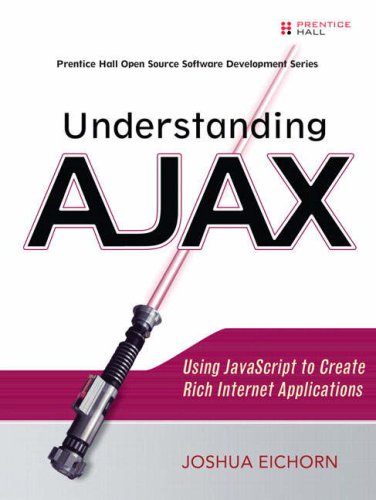 PRENTICE
HALL
Prentice Hall Open Source Software Development Series
Understanding
AJAX
Using JavaScript to Create
Rich Internet Applications
JOSHUA EICHORN